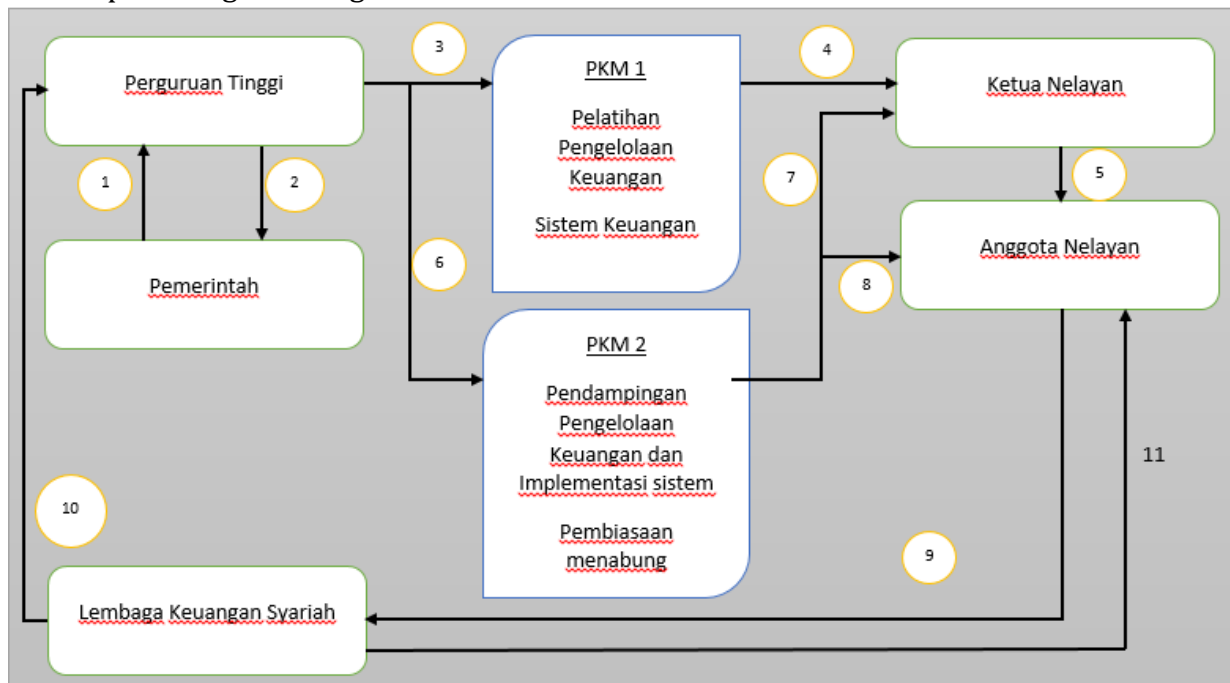 3
4
PKM 1
Perguruan Tinggi
Ketua Nelayan
Pelatihan
Pengelolaan
Keuangan
1
2
7
5
Sistem Keuangan
Anggota Nelayan
6
Pemerintah
8
PKM 2
Pendampingan
Pengelolaan
Keuangan dan
Implementasi sistem
11
10
Pembiasaan
menabung
9
Lembaga Keuangan Syariah